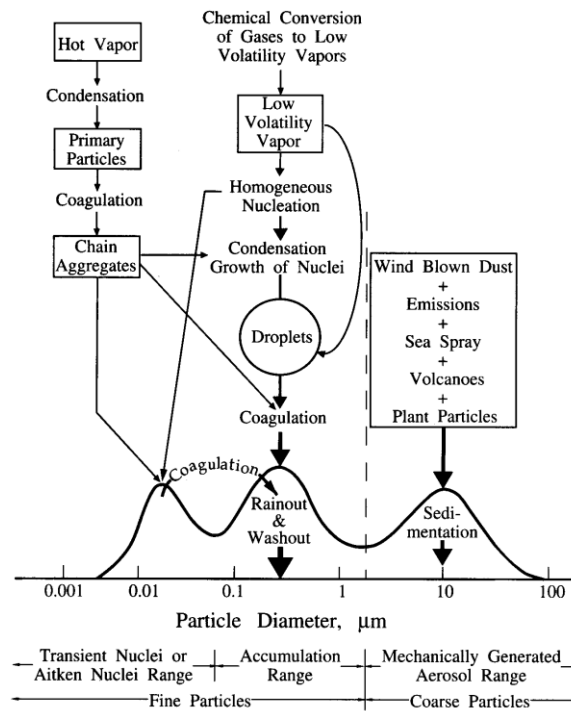 Hot Vapor
Condensation
Primary
Particles
Coagulation
Chain
Aggregates
Chemical Conversion
of Gases to Low
Volatility Vapors
Low
Volatility
Vapor
Homogeneous
Nucleation
Condensation
Growth of Nuclei
Droplets
Coagulation
Wind Blown Dust
+
Emissions
+
Sea Spray
+
Volcanoes
+
Plant Particles
Coagulation
Rainout
&
Washout
Sedi-
mentation
0.001 0.01 0.1 1 10 100
Particle Diameter, µm
Transient Nuclei or
Aitken Nuclei Range
Accumulation
Range
Mechanically Generated
Aerosol Range
Fine Particles
Coarse Particles